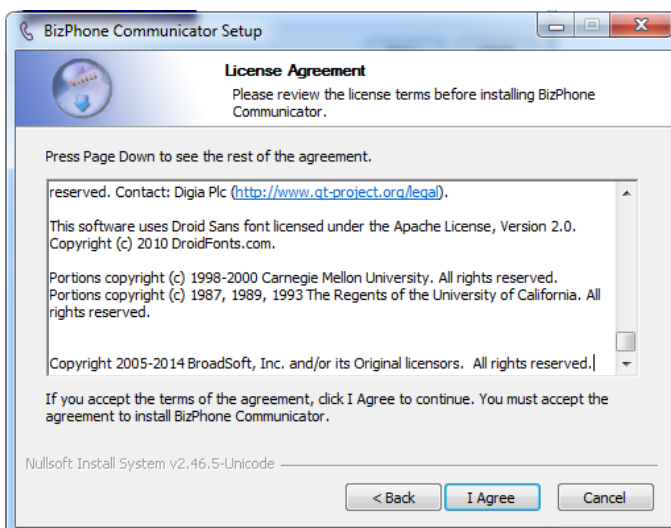 BizPhone Communicator Setup
License Agreement
Please review the license terms before installing BizPhone
Communicator.
Press Page Down to see the rest of the agreement.
reserved. Contact: Digia Plc (http://www.qt-project.org/legal).
This software uses Droid Sans font licensed under the Apache License, Version 2.0.
Copyright (c) 2010 DroidFonts.com.
Portions copyright (c) 1998-2000 Carnegie Mellon University. All rights reserved.
Portions copyright (c) 1987, 1989, 1993 The Regents of the University of California. All
rights reserved.
Copyright 2005-2014 BroadSoft, Inc. and/or its Original licensors.  All rights reserved.
If you accept the terms of the agreement, click I Agree to continue. You must accept the
agreement to install BizPhone Communicator.
Nullsoft Install System v2.46.5-Unicode
< Back
I Agree
Cancel